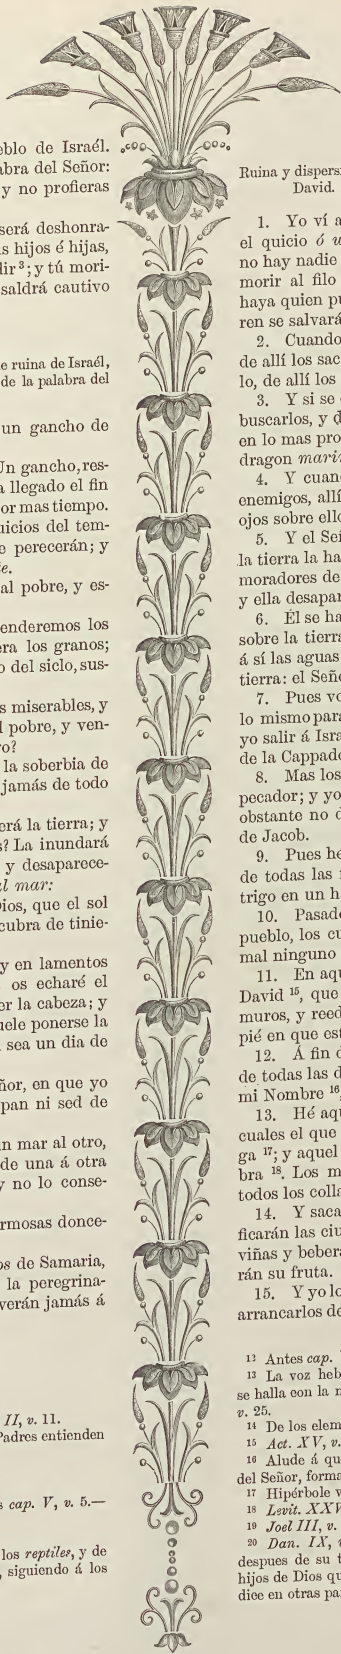 eblo de Israél.
abra del Señor:
y no profieras
será deshonra-
s hijos é hijas,
dir ³; y tú mori-
saldrá cautivo
e ruina de Israél,
de la palabra del
un gancho de
Un gancho, res-
a llegado el fin
or mas tiempo.
uicios del tem-
e perecerán; y
te.
al pobre, y es-
enderemos los
era los granos;
o del siclo, sus-
s miserables, y
l pobre, y ven-
ro?
la soberbia de
jamás de todo
erá la tierra; y
s? La inundará
y desaparece-
al mar:
Dios, que el sol
cubra de tinie-
y en lamentos
os echaré el
er la cabeza; y
uele ponerse la
sea un dia de
ñor, en que yo
pan ni sed de
un mar al otro,
de una á otra
y no lo conse-
ermosas donce-
os de Samaria,
la peregrina-
verán jamás á
II, v. 11.
Padres entienden
s cap. V, v. 5.—
los reptiles, y de
, siguiendo á los
Ruina y dispers
David.
1. Yo ví a
el quicio ó u
no hay nadie
morir al filo
haya quien pu
ren se salvará
2. Cuando
de allí los sac
lo, de allí los
3. Y si se
buscarlos, y d
en lo mas pro
dragon marin
4. Y cuand
enemigos, allí
ojos sobre ello
5. Y el Señ
la tierra la ha
moradores de
y ella desapar
6. Él se ha
sobre la tierra
á sí las aguas
tierra: el Seño
7. Pues vo
lo mismo para
yo salir á Isra
de la Cappado
8. Mas los
pecador; y yo
obstante no d
de Jacob.
9. Pues he
de todas las n
trigo en un h
10. Pasado
pueblo, los cu
mal ninguno
11. En aqu
David ¹⁵, que
muros, y reed
pié en que est
12. Á fin d
de todas las d
mi Nombre ¹⁶
13. Hé aqu
cuales el que
ga ¹⁷; y aquel
bra ¹⁸. Los m
todos los colla
14. Y saca
ficarán las ciu
viñas y beberá
rán su fruta.
15. Y yo lo
arrancarlos de
¹² Antes cap.
¹³ La voz heb
se halla con la n
v. 25.
¹⁴ De los elem
¹⁵ Act. XV, v.
¹⁶ Alude á qu
del Señor, forma
¹⁷ Hipérbole v
¹⁸ Levit. XXV
¹⁹ Joel III, v.
²⁰ Dan. IX, v
despues de su t
hijos de Dios qu
dice en otras pa